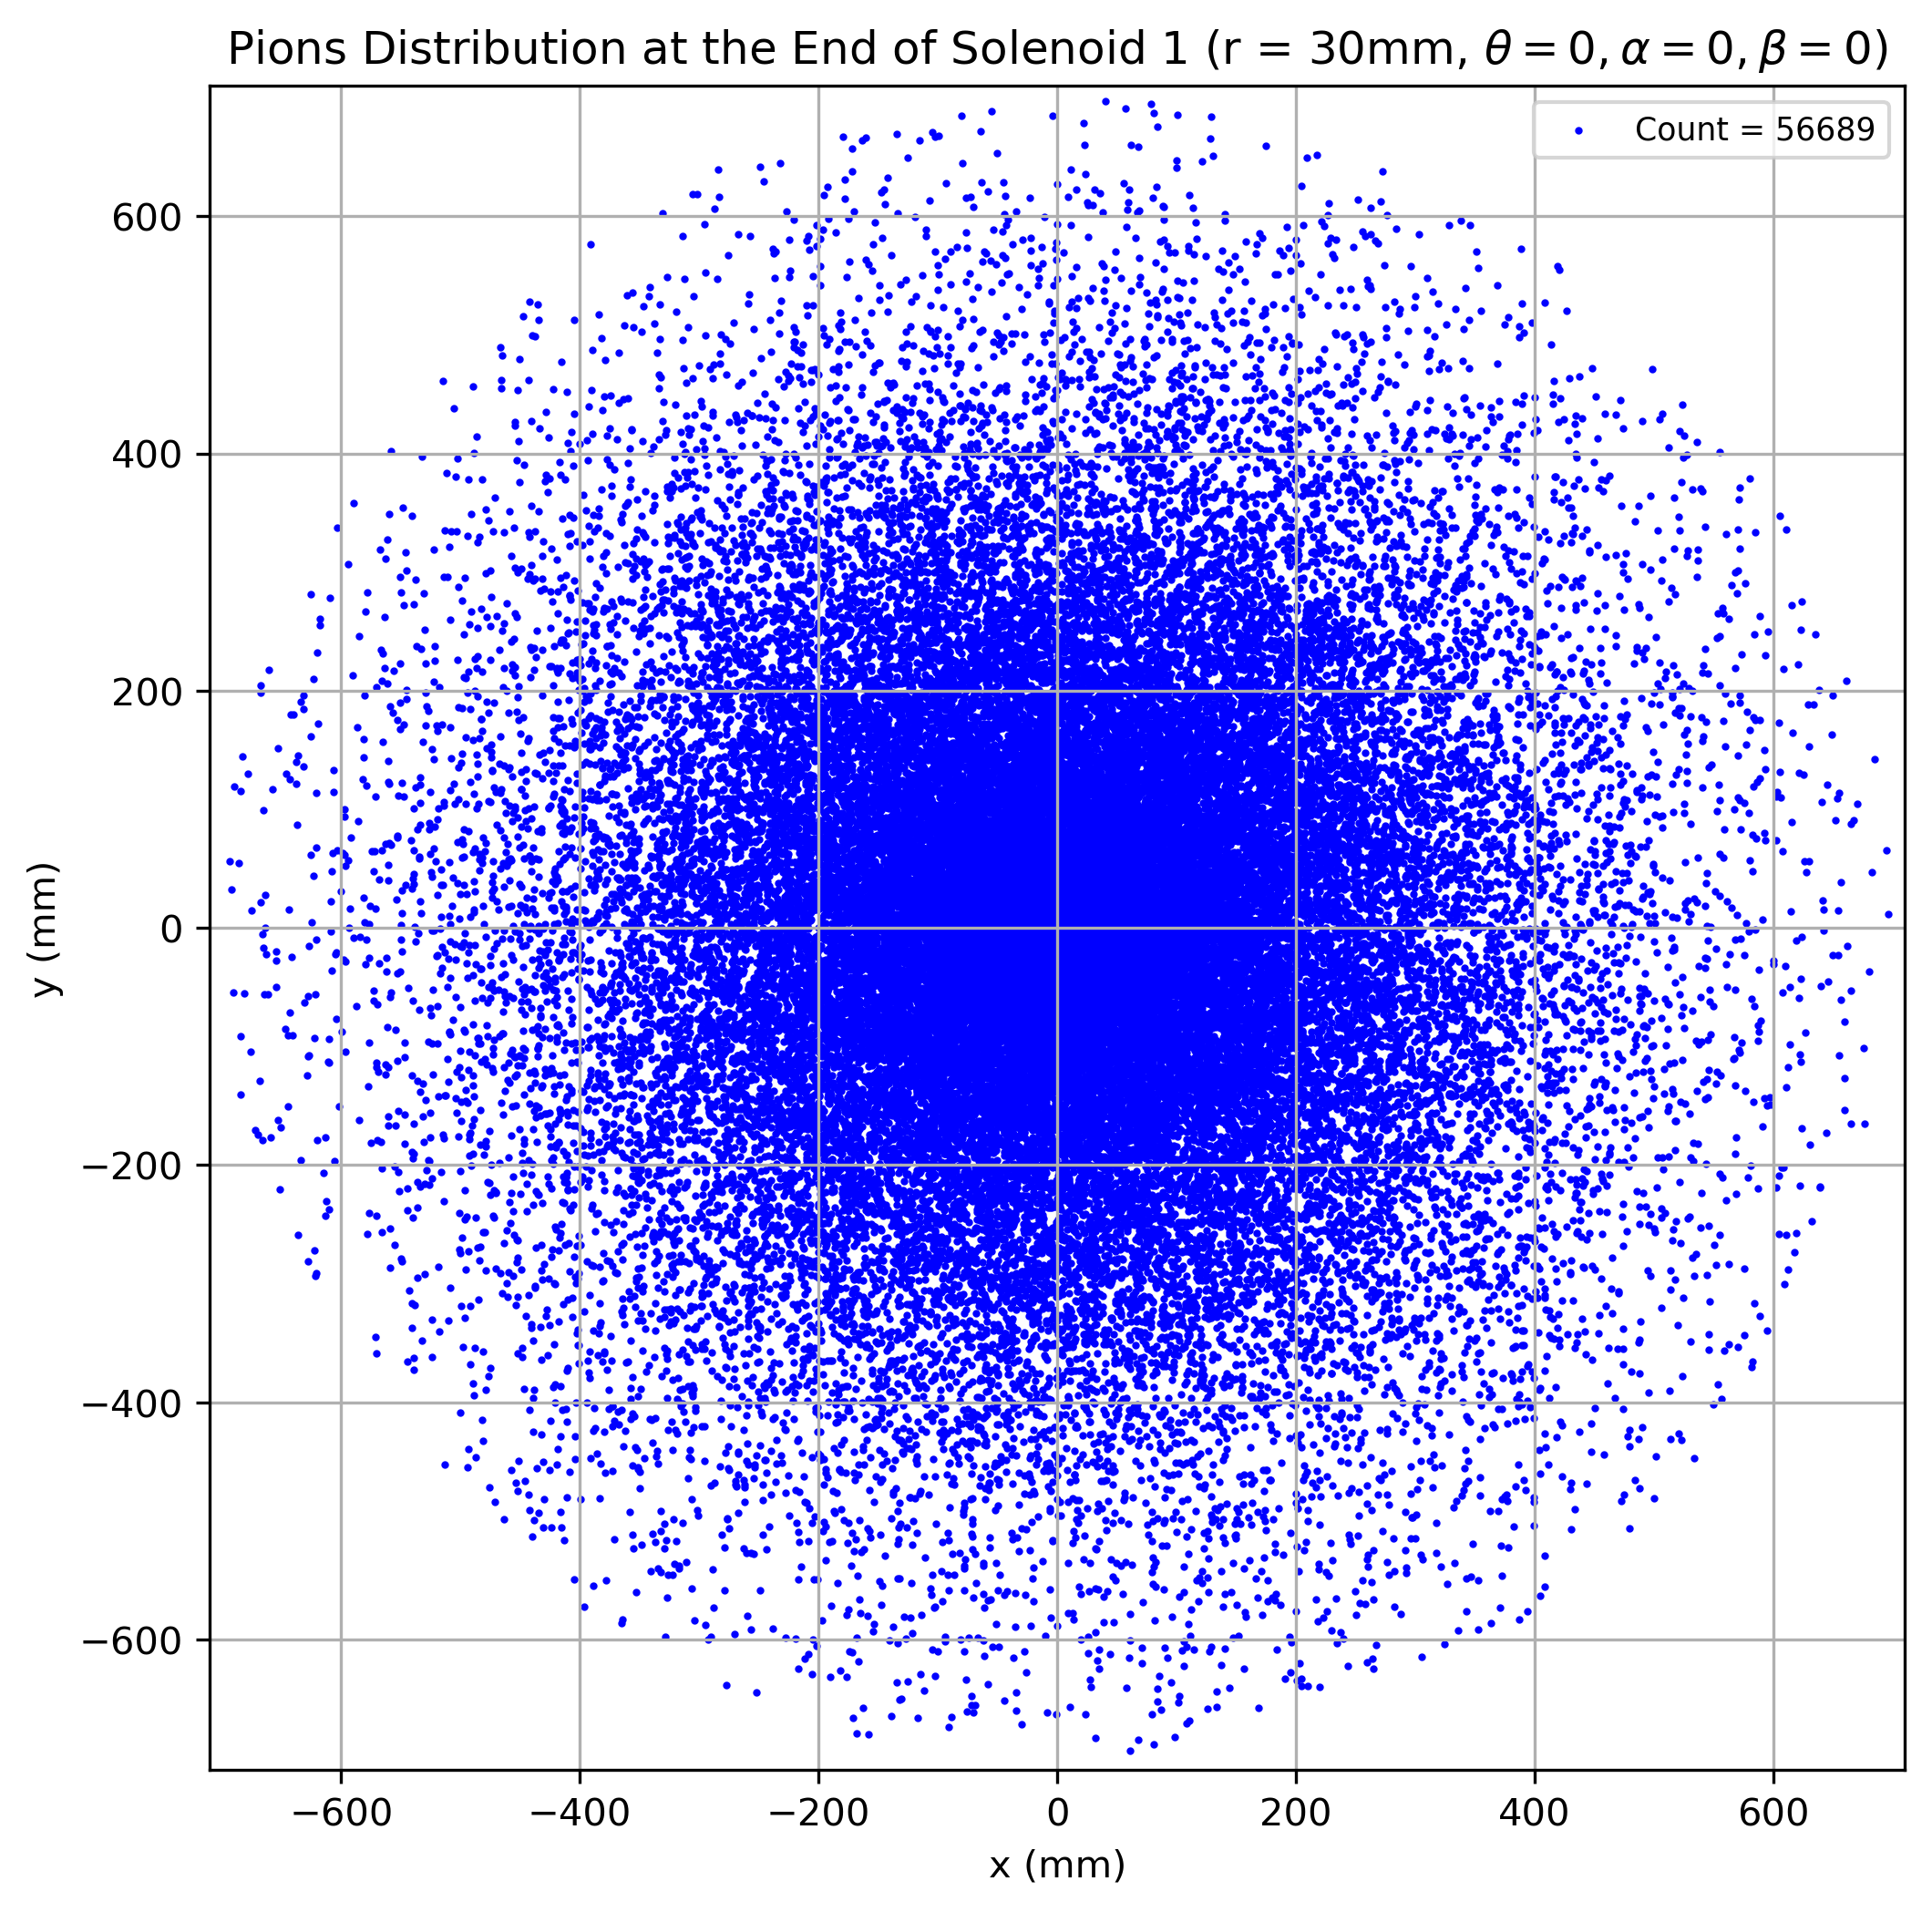 Pions Distribution at the End of Solenoid 1 (r = 30mm, θ = 0, α = 0, β = 0)
Count = 56689
600
400
200
0
−200
−400
−600
y (mm)
−600 −400 −200 0 200 400 600
x (mm)